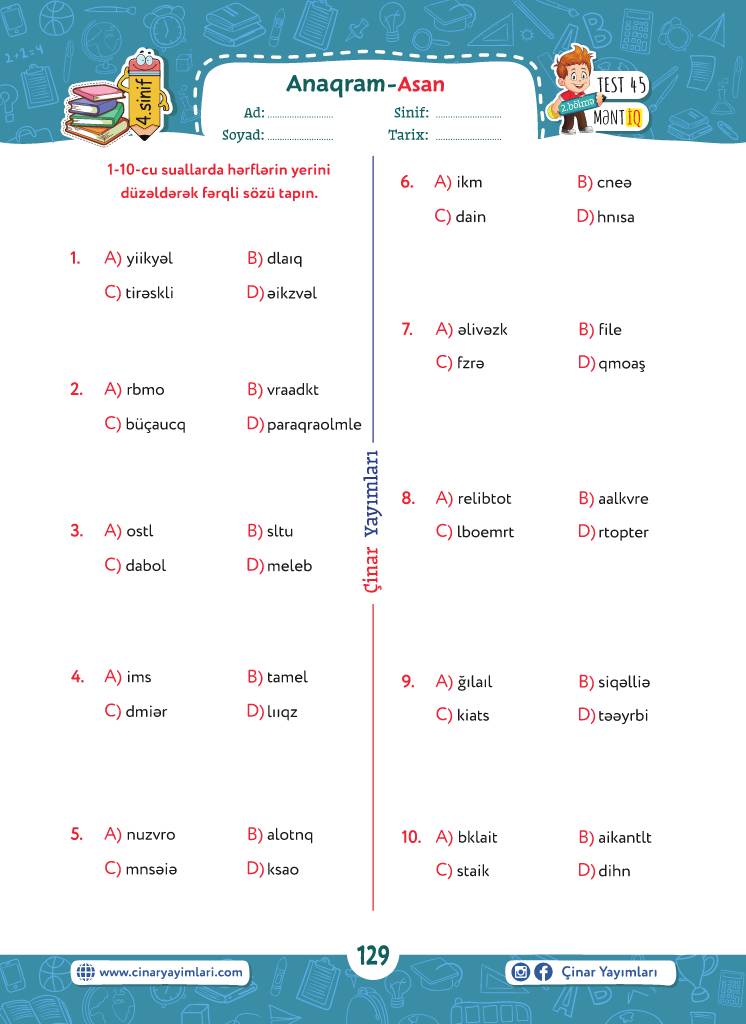 Anaqram-Asan
Ad: ......................
Sinif: ......................
Soyad: ......................
Tarix: ......................
4.sinif
2.bölmə
TEST 45
MƏNTİQ
1-10-cu suallarda hərflərin yerini
düzəldərək fərqli sözü tapın.
1. A) yiikyəl B) dlaıq
C) tirəskli D) əikzvəl
2. A) rbmo B) vraadkt
C) büçaucq D) paraqraolmle
3. A) ostl B) sltu
C) dabol D) meleb
4. A) ims B) tamel
C) dmiər D) lııqz
5. A) nuzvro B) alotnq
C) mnsəiə D) ksao
Çinar Yayımları
6. A) ikm B) cneə
C) dain D) hnısa
7. A) əlivəzk B) file
C) fzrə D) qmoaş
8. A) relibtot B) aalkvre
C) lboemrt D) rtopter
9. A) ğılaıl B) siqəlliə
C) kiats D) təəyrbi
10. A) bklait B) aikantlt
C) staik D) dihn
129
www.cinaryayimlari.com
Çinar Yayımları